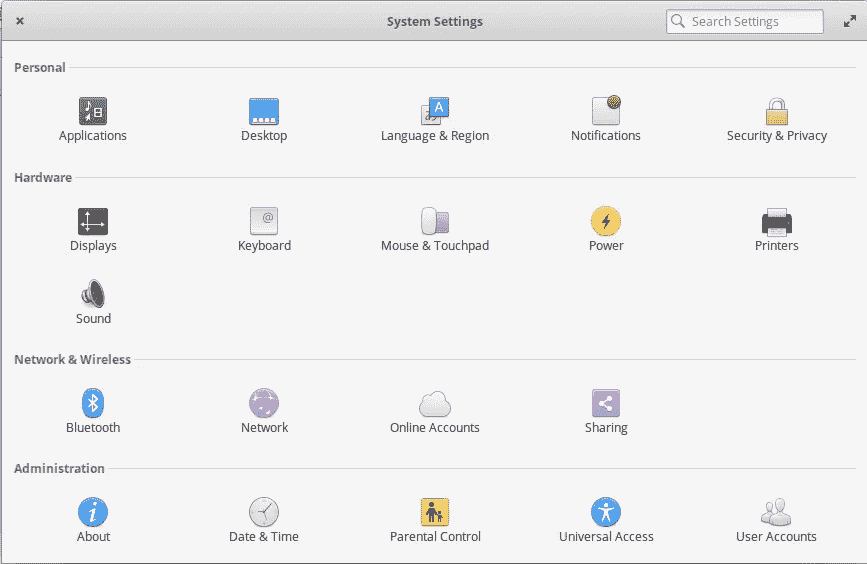 System Settings
Search Settings
Personal
Applications
Desktop
Language & Region
Notifications
Security & Privacy
Hardware
Displays
Keyboard
Mouse & Touchpad
Power
Printers
Sound
Network & Wireless
Bluetooth
Network
Online Accounts
Sharing
Administration
About
Date & Time
Parental Control
Universal Access
User Accounts